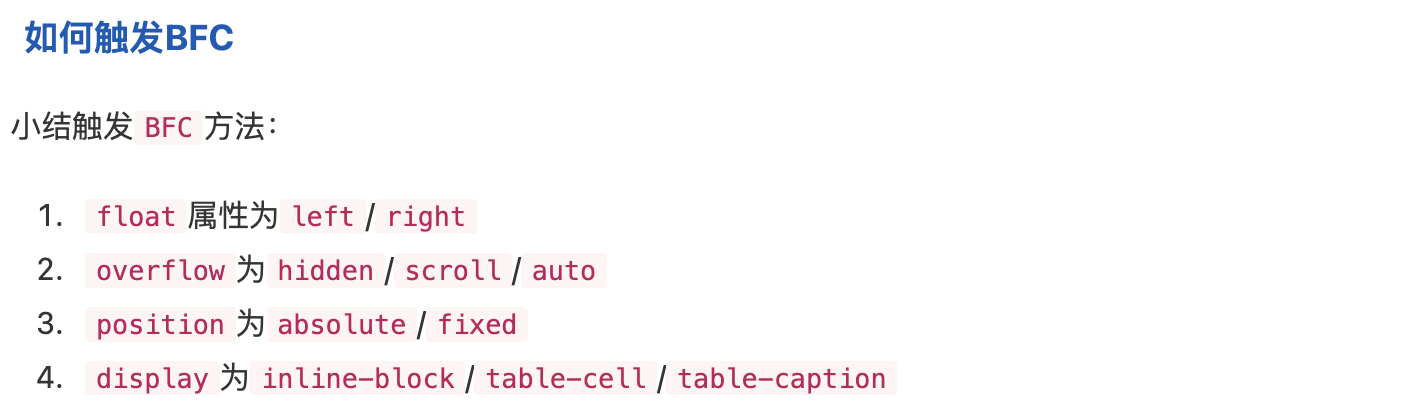 如何触发BFC
小结触发 BFC 方法：
1. float 属性为 left / right
2. overflow 为 hidden / scroll / auto
3. position 为 absolute / fixed
4. display 为 inline-block / table-cell / table-caption